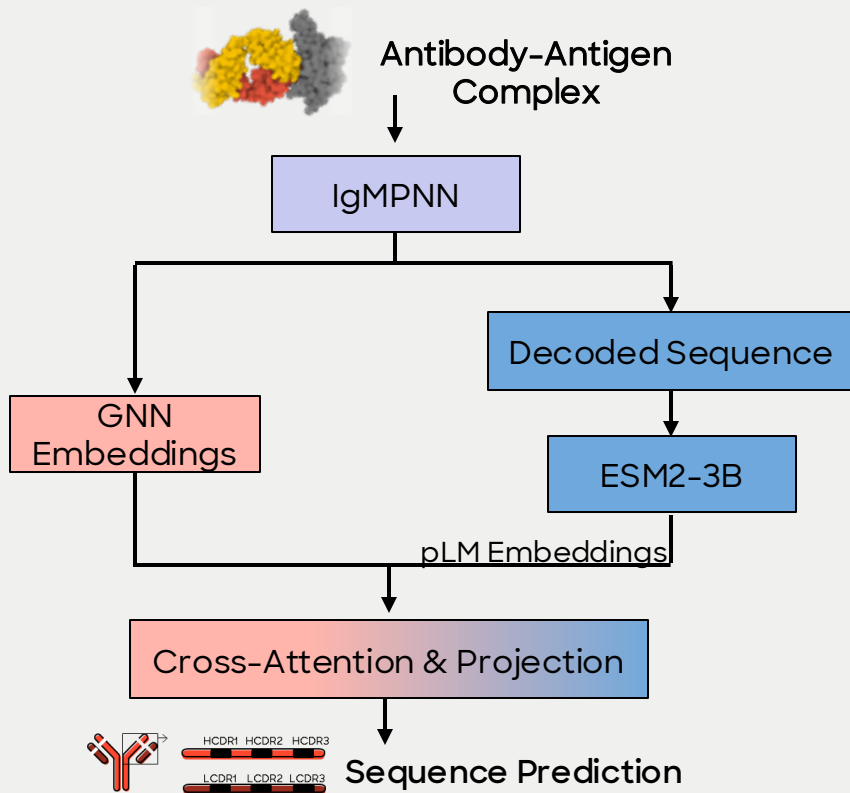 Antibody-Antigen
Complex
IgMPNN
Decoded Sequence
GNN
Embeddings
ESM2-3B
pLM Embeddings
Cross-Attention & Projection
HCDR1 HCDR2 HCDR3
LCDR1 LCDR2 LCDR3
Sequence Prediction